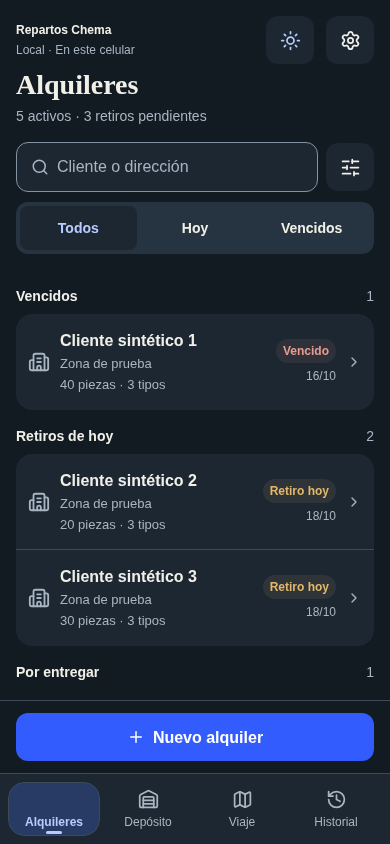 Repartos Chema
Local · En este celular
Alquileres
5 activos · 3 retiros pendientes
Cliente o dirección
Todos
Hoy
Vencidos
Vencidos
1
Cliente sintético 1
Vencido
Zona de prueba
16/10
40 piezas · 3 tipos
Retiros de hoy
2
Cliente sintético 2
Retiro hoy
Zona de prueba
18/10
20 piezas · 3 tipos
Cliente sintético 3
Retiro hoy
Zona de prueba
18/10
30 piezas · 3 tipos
Por entregar
1
Nuevo alquiler
Alquileres
Depósito
Viaje
Historial